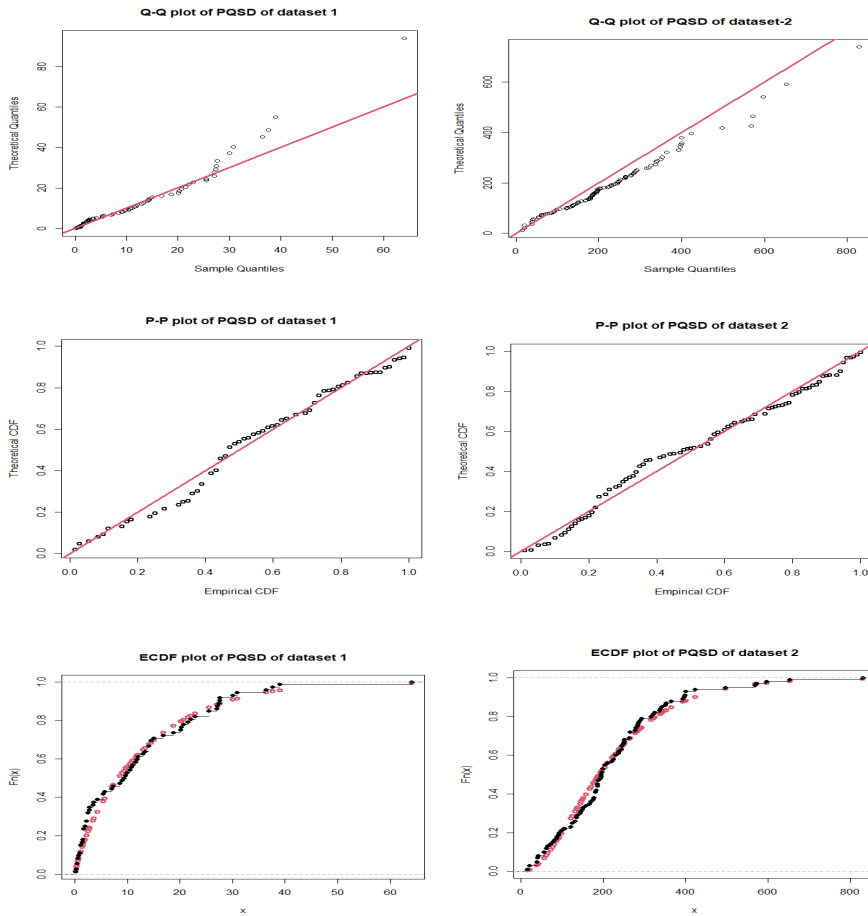 Q-Q plot of PQSD of dataset 1
Theoretical Quantiles
0 20 40 60 80
0 10 20 30 40 50 60
Sample Quantiles
Q-Q plot of PQSD of dataset-2
Theoretical Quantiles
0 200 400 600
0 200 400 600 800
Sample Quantiles
P-P plot of PQSD of dataset 1
Theoretical CDF
0.0 0.2 0.4 0.6 0.8 1.0
0.0 0.2 0.4 0.6 0.8 1.0
Empirical CDF
P-P plot of PQSD of dataset 2
Theoretical CDF
0.0 0.2 0.4 0.6 0.8 1.0
0.0 0.2 0.4 0.6 0.8 1.0
Empirical CDF
ECDF plot of PQSD of dataset 1
Fn(x)
0.0 0.2 0.4 0.6 0.8 1.0
0 10 20 30 40 50 60
x
ECDF plot of PQSD of dataset 2
Fn(x)
0.0 0.2 0.4 0.6 0.8 1.0
0 200 400 600 800
x